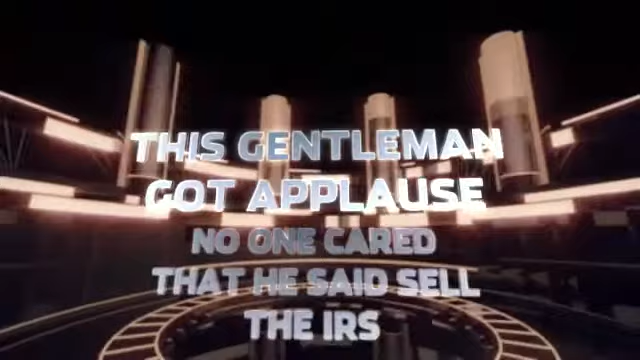 THIS GENTLEMAN
GOT APPLAUSE
NO ONE CARED
THAT HE SAID SELL
THE IRS